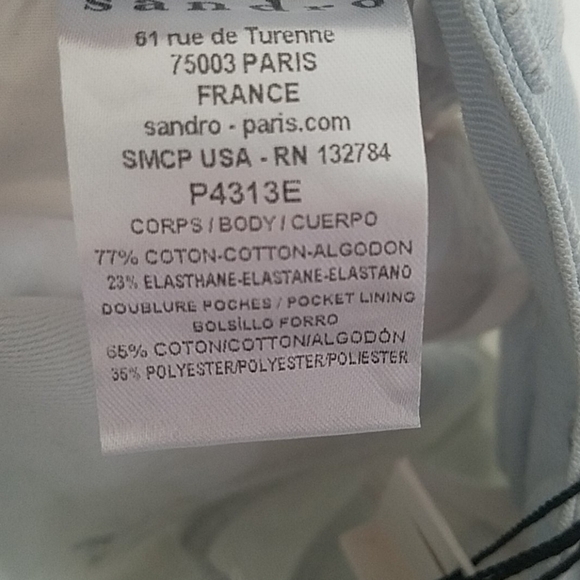 sandro
61 rue de Turenne
75003 PARIS
FRANCE
sandro - paris.com
SMCP USA - RN 132784
P4313E
CORPS / BODY / CUERPO
77% COTON-COTTON-ALGODON
23% ELASTHANE-ELASTANE-ELASTANO
DOUBLURE POCHES / POCKET LINING
BOLSILLO FORRO
65% COTON/COTTON/ALGODÓN
35% POLYESTER/POLYESTER/POLIESTER